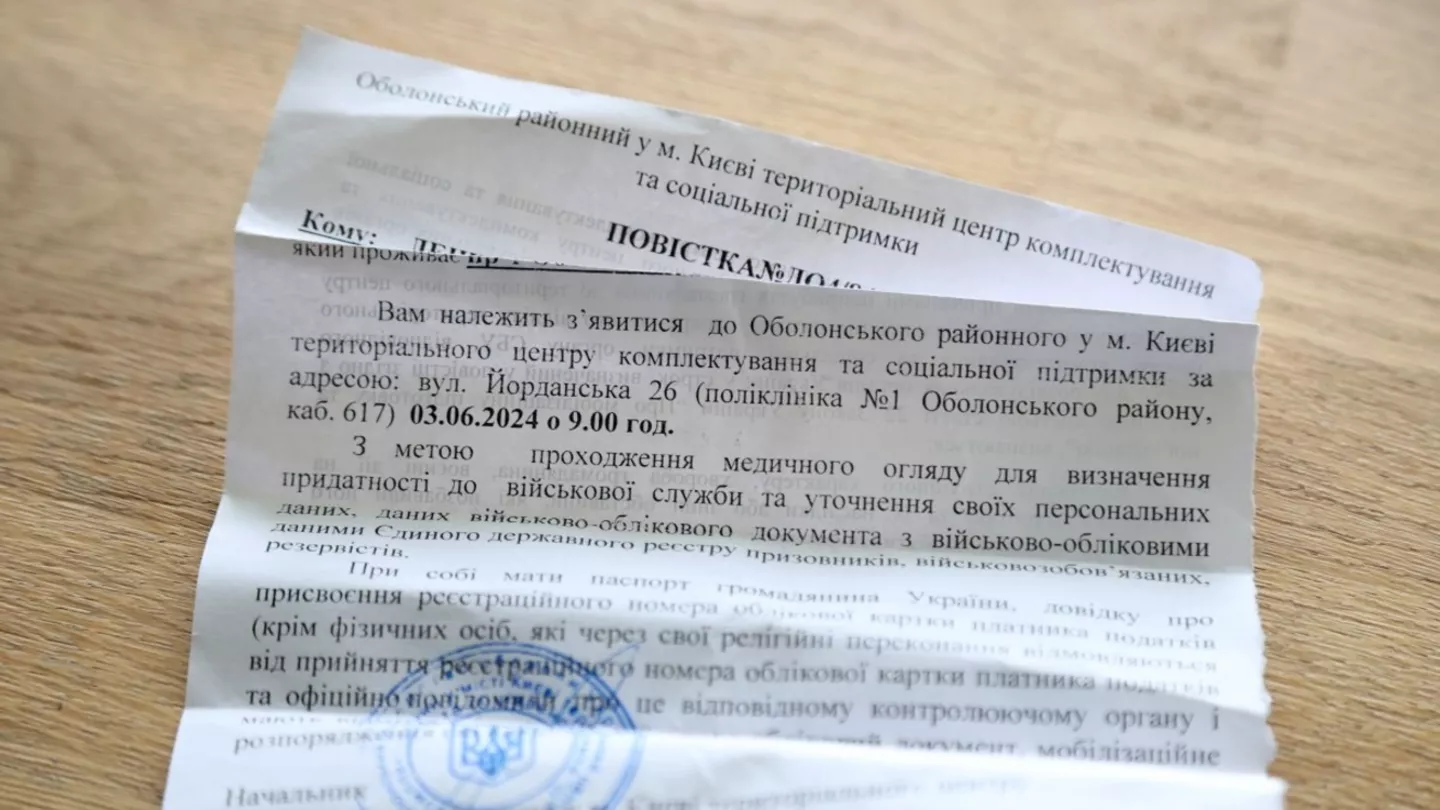 Оболонський районний у м. Києві територіальний центр комплектування
та соціальної підтримки
ПОВІСТКА№
Кому:
який проживає
Вам належить з’явитися до Оболонського районного у м. Києві
територіального центру комплектування та соціальної підтримки за
адресою: вул. Йорданська 26 (поліклініка №1 Оболонського району,
каб. 617) 03.06.2024 о 9.00 год.
З метою проходження медичного огляду для визначення
придатності до військової служби та уточнення своїх персональних
даних, даних військово-облікового документа з військово-обліковими
даними Єдиного державного реєстру призовників, військовозобов’язаних,
резервістів.
При собі мати паспорт громадянина України, довідку про
присвоєння реєстраційного номера облікової картки платника податків
(крім фізичних осіб, які через свої релігійні переконання відмовляються
від прийняття реєстраційного номера облікової картки платника податків
та офіційно повідомили про це відповідному контролюючому органу і
мають документ, мобілізаційне
розпорядження
Начальник